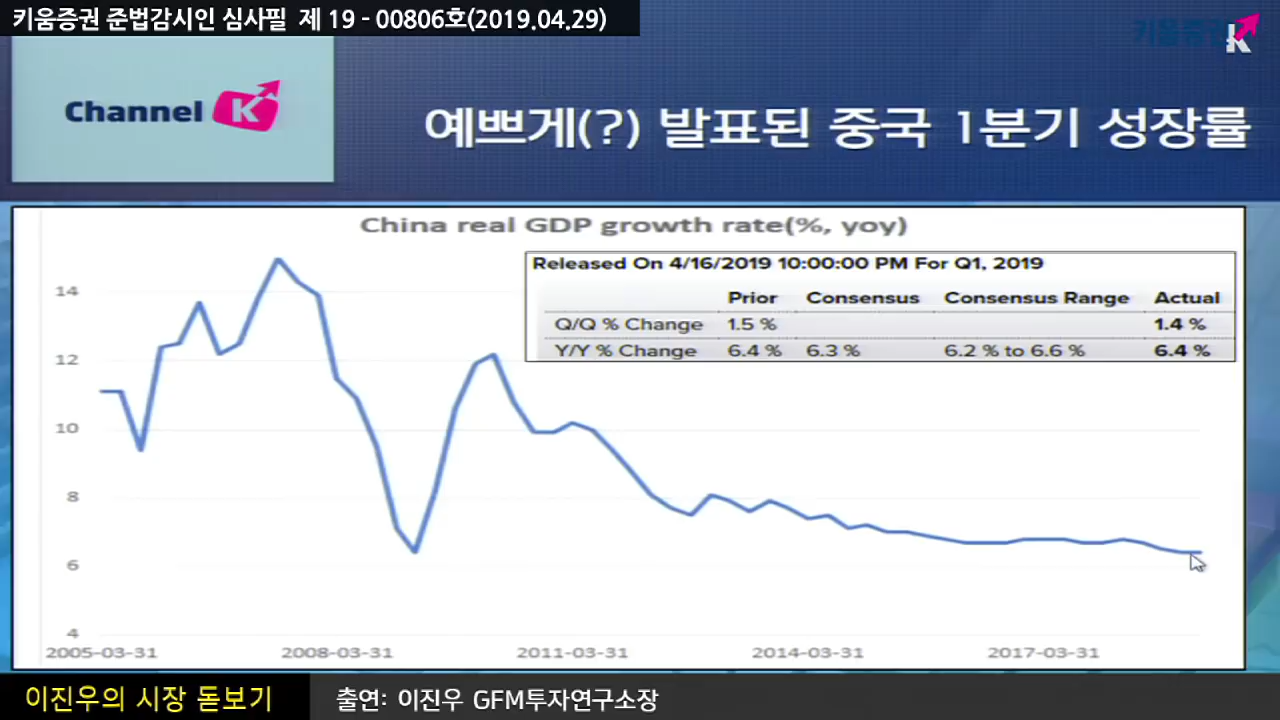 키움증권 준법감시인 심사필 제 19 - 00806호(2019.04.29)
키움증권
K
Channel K
예쁘게(?) 발표된 중국 1분기 성장률
China real GDP growth rate(%, yoy)
Released On 4/16/2019 10:00:00 PM For Q1, 2019
Prior Consensus Consensus Range Actual
Q/Q % Change 1.5 % 1.4 %
Y/Y % Change 6.4 % 6.3 % 6.2 % to 6.6 % 6.4 %
14
12
10
8
6
4
2005-03-31 2008-03-31 2011-03-31 2014-03-31 2017-03-31
이진우의 시장 돋보기
출연: 이진우 GFM투자연구소장